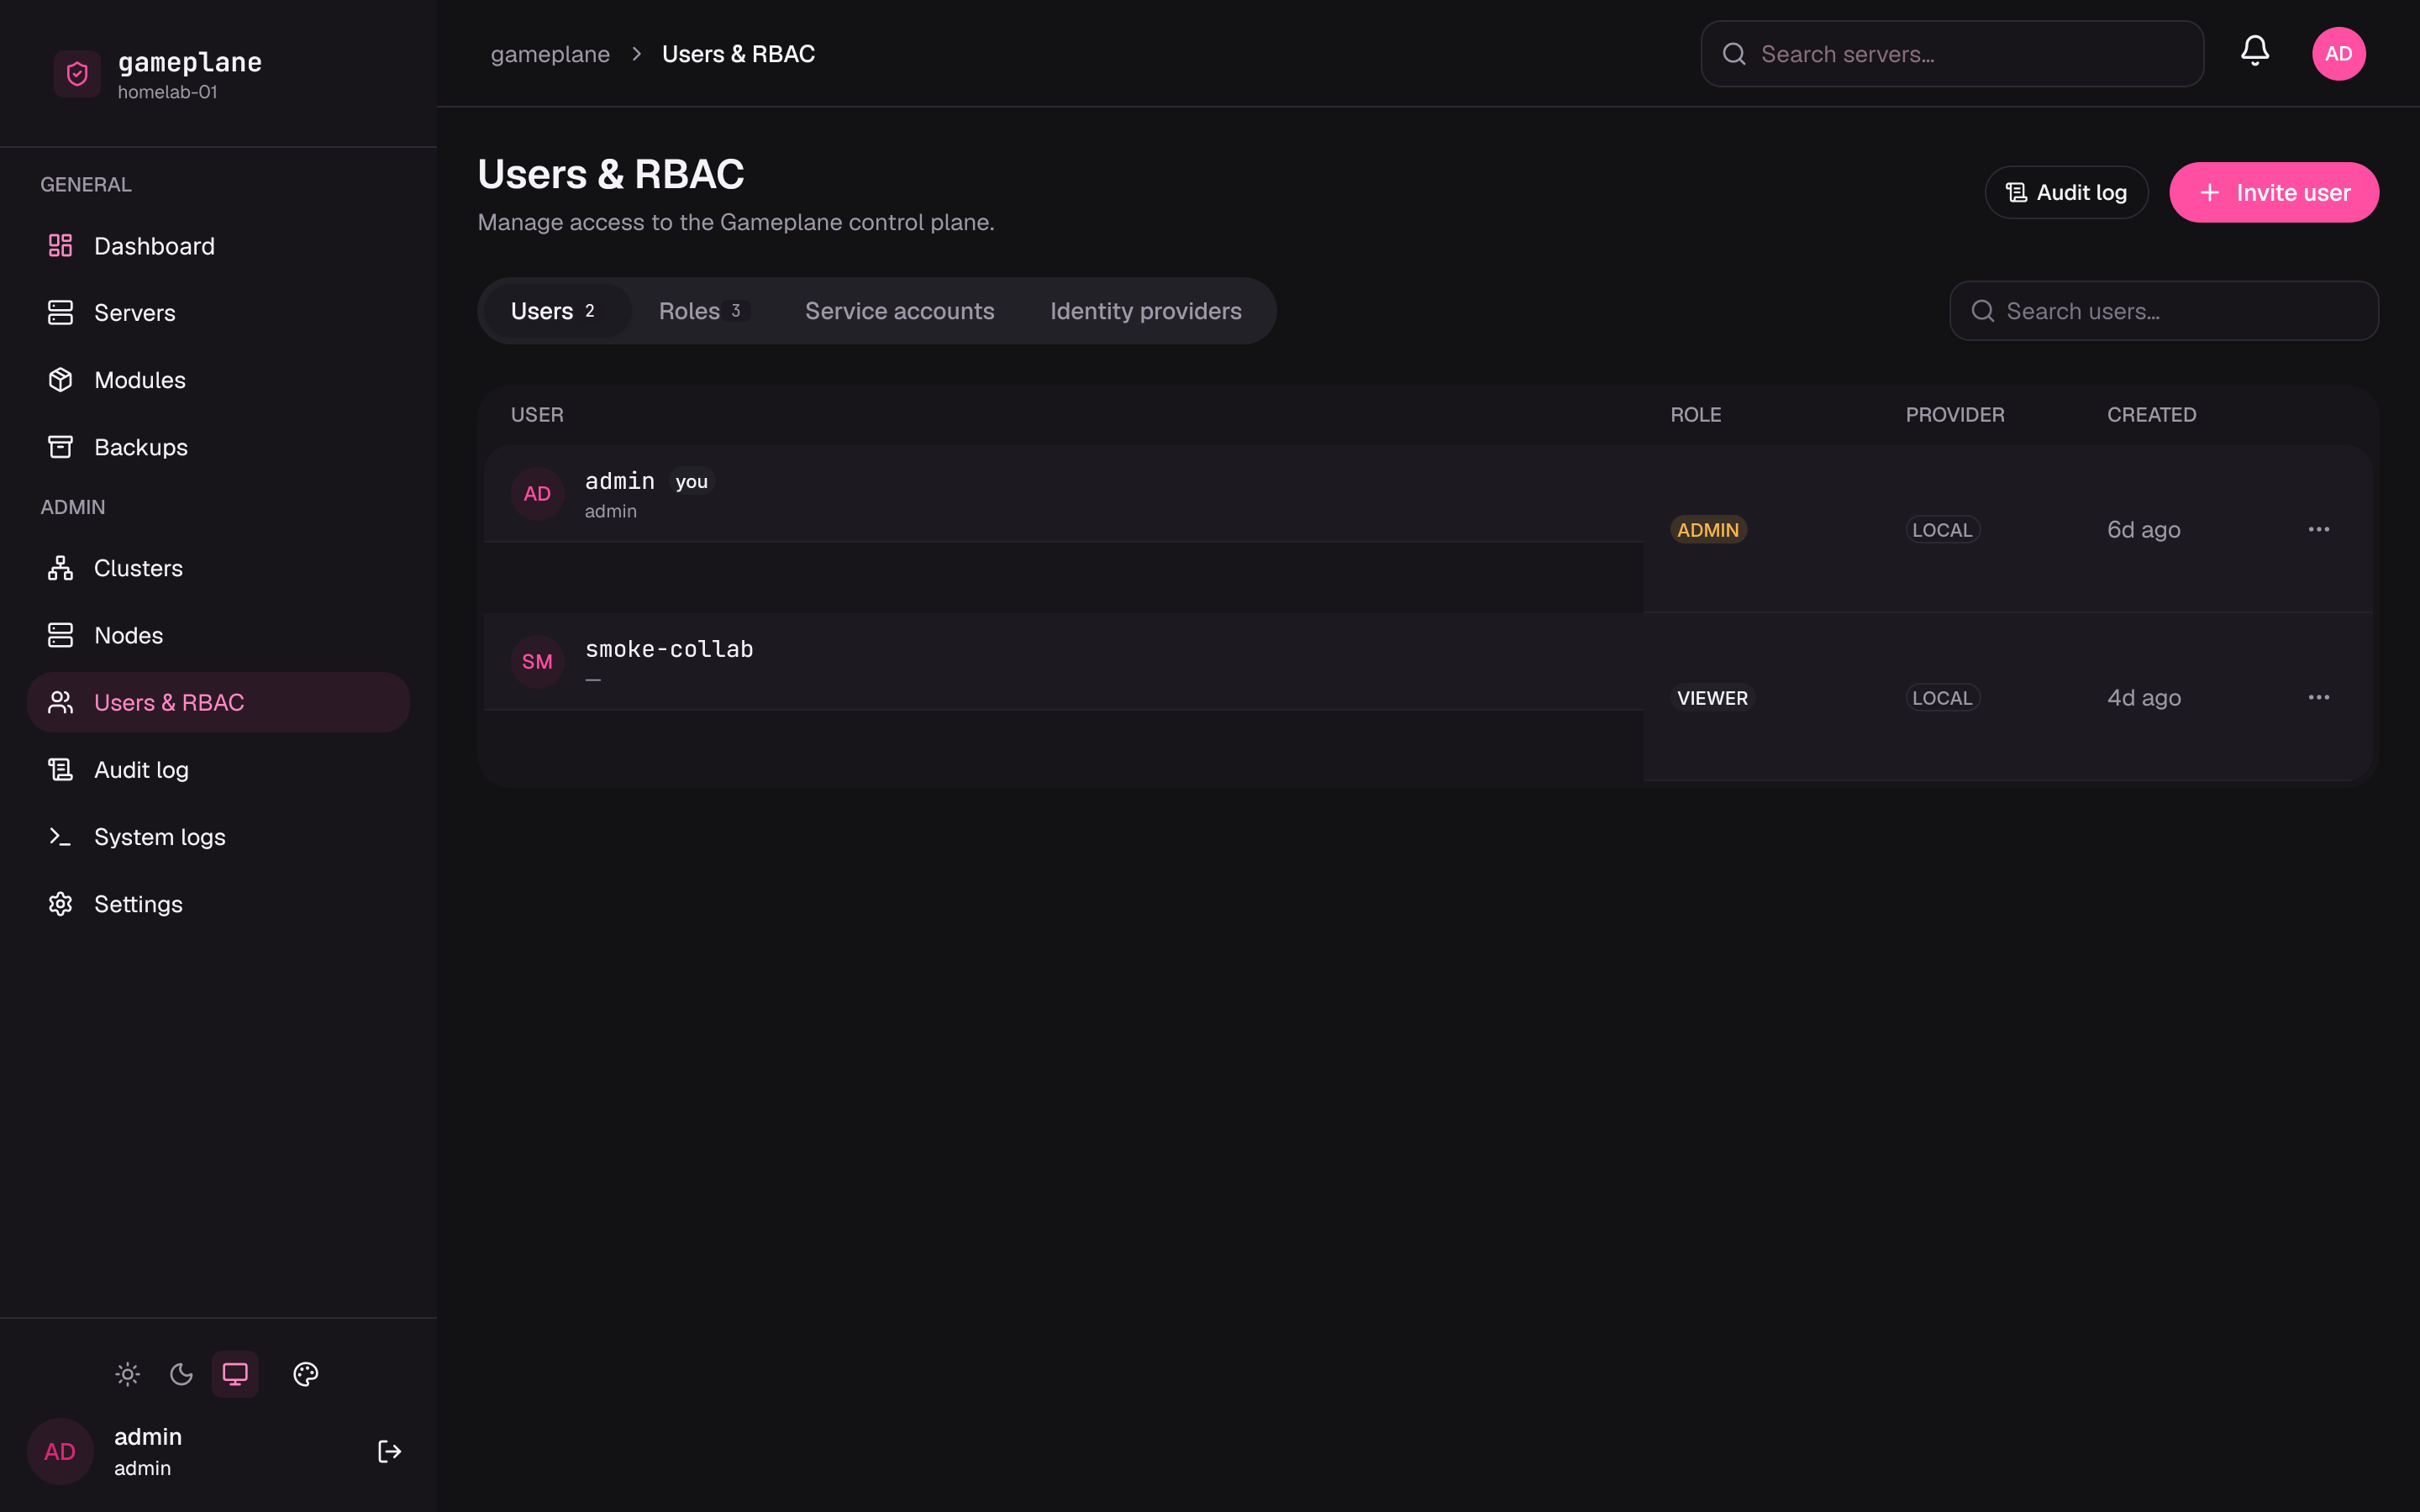 gameplane
homelab-01
gameplane > Users & RBAC
Search servers...
AD
GENERAL
Dashboard
Servers
Modules
Backups
ADMIN
Clusters
Nodes
Users & RBAC
Audit log
System logs
Settings
admin
admin
AD
Users & RBAC
Manage access to the Gameplane control plane.
Audit log
Invite user
Users 2
Roles 3
Service accounts
Identity providers
Search users...
USER ROLE PROVIDER CREATED
AD admin you
admin
ADMIN LOCAL 6d ago
SM smoke-collab
—
VIEWER LOCAL 4d ago